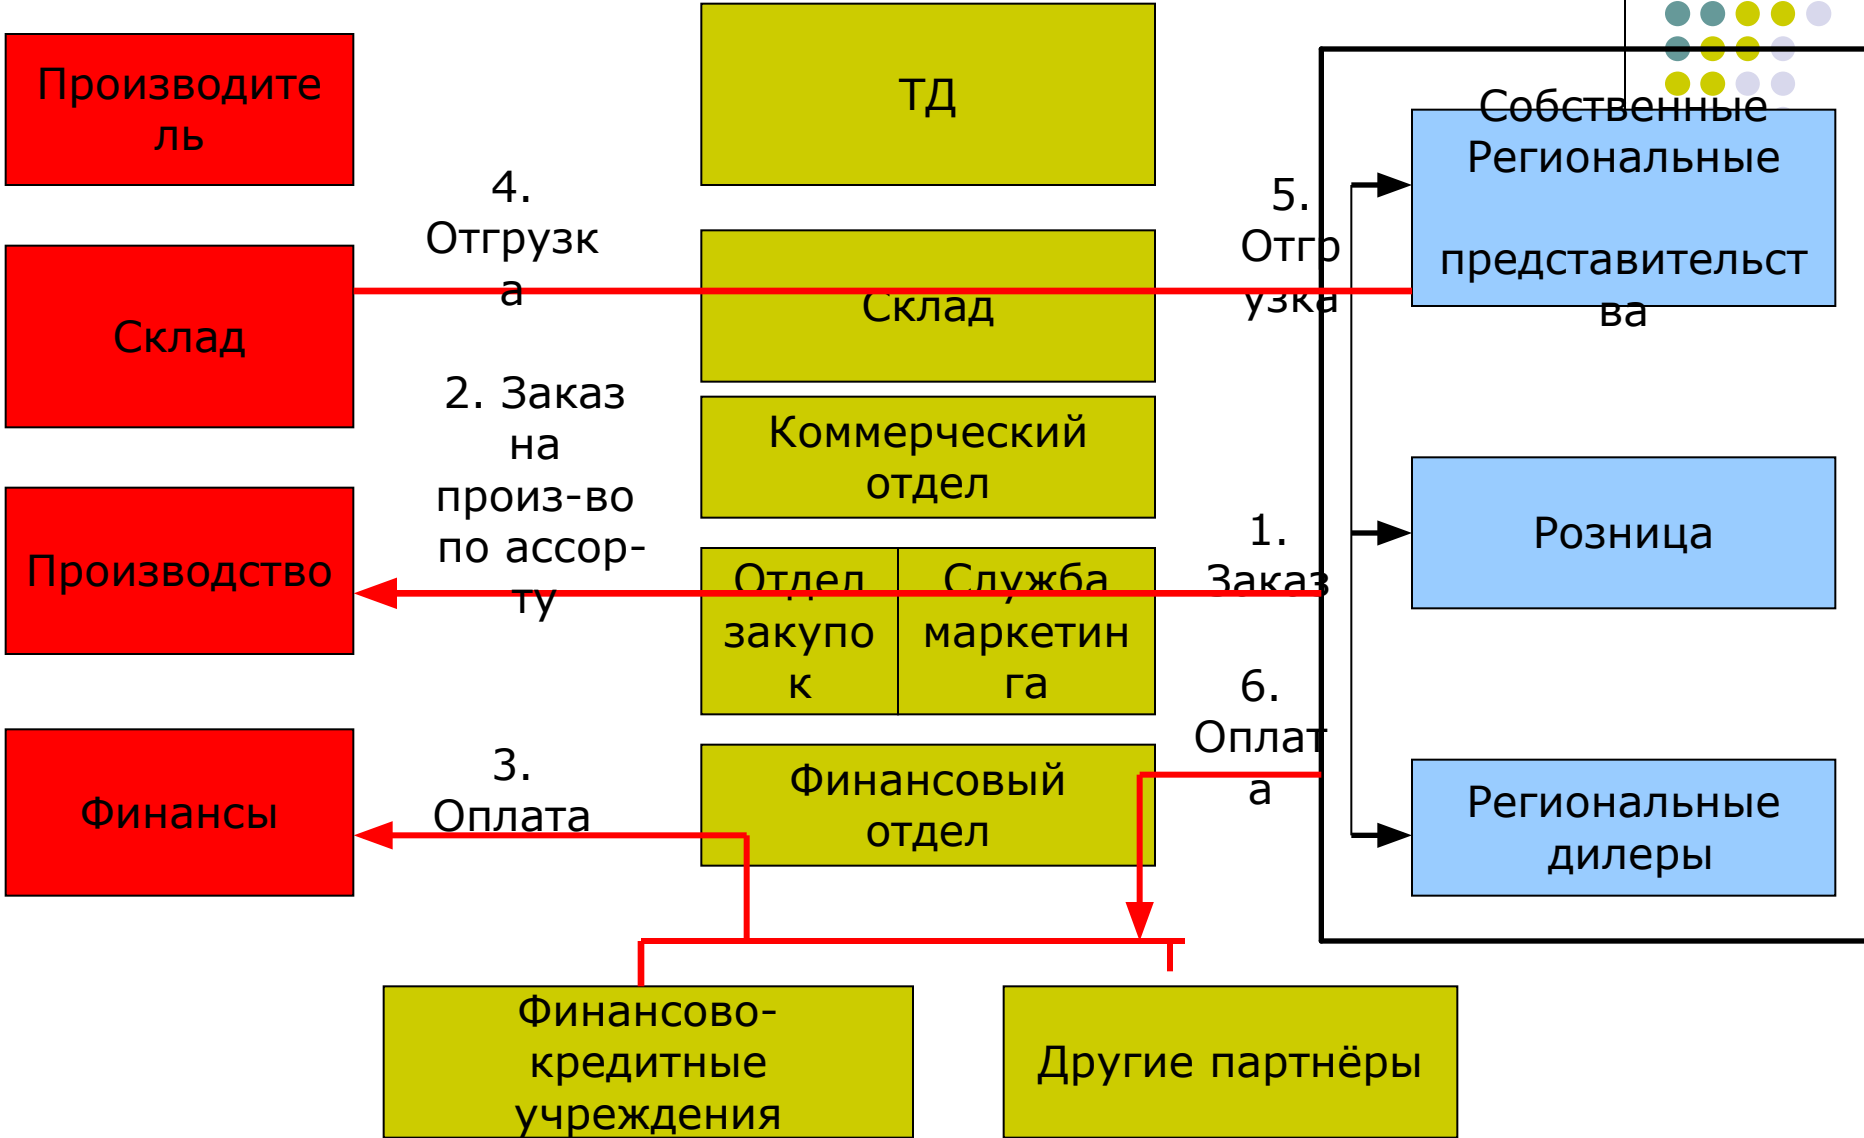 Производите
ль
ТД
Собственные
Региональные
представительст
ва
4.
Отгрузк
а
5.
Отгр
узка
Склад
Склад
2. Заказ
на
произ-во
по ассор-
ту
Коммерческий
отдел
1.
Заказ
Розница
Производство
Отдел
закупо
к
Служба
маркетин
га
6.
Оплат
а
3.
Оплата
Финансы
Финансовый
отдел
Региональные
дилеры
Финансово-
кредитные
учреждения
Другие партнёры